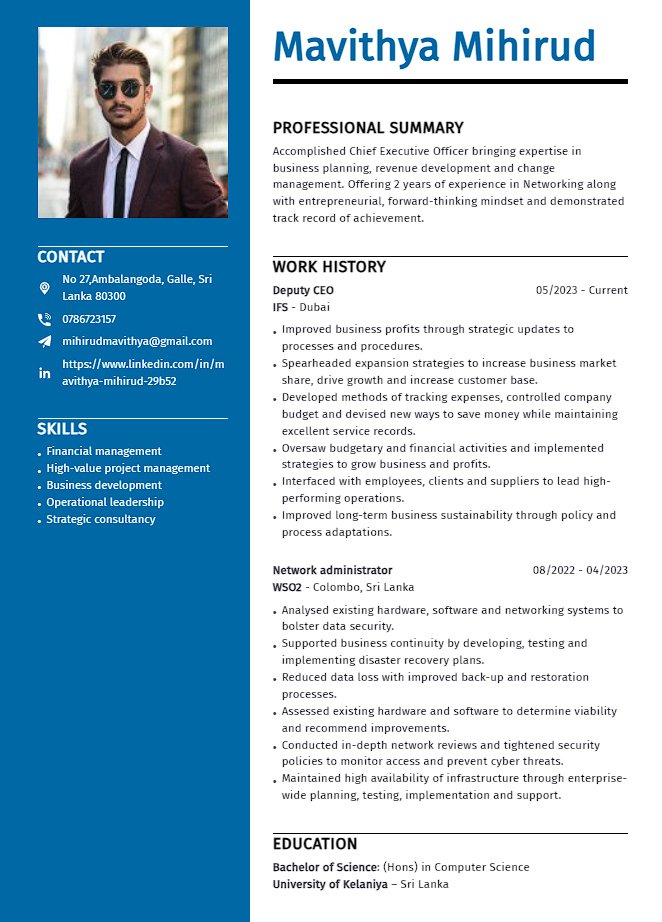 Mavithya Mihirud
CONTACT
No 27,Ambalangoda, Galle, Sri
Lanka 80300
0786723157
mihirudmavithya@gmail.com
https://www.linkedin.com/in/m
avithya-mihirud-29b52
SKILLS
• Financial management
• High-value project management
• Business development
• Operational leadership
• Strategic consultancy
PROFESSIONAL SUMMARY
Accomplished Chief Executive Officer bringing expertise in
business planning, revenue development and change
management. Offering 2 years of experience in Networking along
with entrepreneurial, forward-thinking mindset and demonstrated
track record of achievement.
WORK HISTORY
Deputy CEO 05/2023 - Current
IFS - Dubai
• Improved business profits through strategic updates to
processes and procedures.
• Spearheaded expansion strategies to increase business market
share, drive growth and increase customer base.
• Developed methods of tracking expenses, controlled company
budget and devised new ways to save money while maintaining
excellent service records.
• Oversaw budgetary and financial activities and implemented
strategies to grow business and profits.
• Interfaced with employees, clients and suppliers to lead high-
performing operations.
• Improved long-term business sustainability through policy and
process adaptations.
Network administrator 08/2022 - 04/2023
WSO2 - Colombo, Sri Lanka
• Analysed existing hardware, software and networking systems to
bolster data security.
• Supported business continuity by developing, testing and
implementing disaster recovery plans.
• Reduced data loss with improved back-up and restoration
processes.
• Assessed existing hardware and software to determine viability
and recommend improvements.
• Conducted in-depth network reviews and tightened security
policies to monitor access and prevent cyber threats.
• Maintained high availability of infrastructure through enterprise-
wide planning, testing, implementation and support.
EDUCATION
Bachelor of Science: (Hons) in Computer Science
University of Kelaniya – Sri Lanka